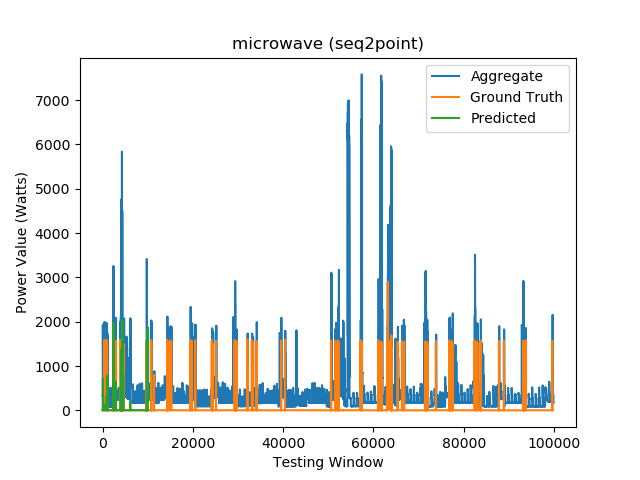 microwave (seq2point)
Aggregate
Ground Truth
Predicted
Power Value (Watts)
7000
6000
5000
4000
3000
2000
1000
0
0 20000 40000 60000 80000 100000
Testing Window